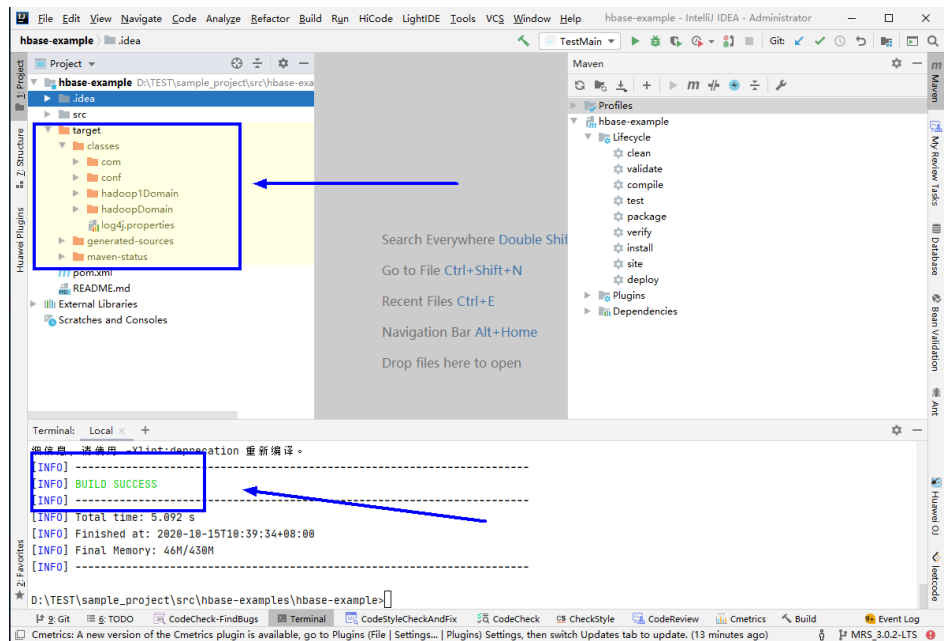 File Edit View Navigate Code Analyze Refactor Build Run HiCode LightIDE Tools VCS Window Help hbase-example - IntelliJ IDEA - Administrator
hbase-example .idea
TestMain
Git:
1: Project
Z: Structure
Huawei Plugins
2: Favorites
Project
hbase-example D:\TEST\sample_project\src\hbase-exa
.idea
src
target
classes
com
conf
hadoop1Domain
hadoopDomain
log4j.properties
generated-sources
maven-status
pom.xml
README.md
External Libraries
Scratches and Consoles
Search Everywhere Double Shif
Go to File Ctrl+Shift+N
Recent Files Ctrl+E
Navigation Bar Alt+Home
Drop files here to open
Maven
Profiles
hbase-example
Lifecycle
clean
validate
compile
test
package
verify
install
site
deploy
Plugins
Dependencies
Maven
My Review Tasks
Database
Bean Validation
Ant
Huawei OJ
leetcode
Terminal: Local
细信息, 请使用 -Xlint:deprecation 重新编译。
[INFO] ------------------------------------------------------------------------
[INFO] BUILD SUCCESS
[INFO] ------------------------------------------------------------------------
[INFO] Total time: 5.092 s
[INFO] Finished at: 2020-10-15T10:39:34+08:00
[INFO] Final Memory: 46M/430M
[INFO] ------------------------------------------------------------------------
D:\TEST\sample_project\src\hbase-examples\hbase-example>
9: Git 6: TODO CodeCheck-FindBugs Terminal CodeStyleCheckAndFix CodeCheck CheckStyle CodeReview Cmetrics Build Event Log
Cmetrics: A new version of the Cmetrics plugin is available, go to Plugins (File | Settings... | Plugins) Settings, then switch Updates tab to update. (13 minutes ago) MRS_3.0.2-LTS